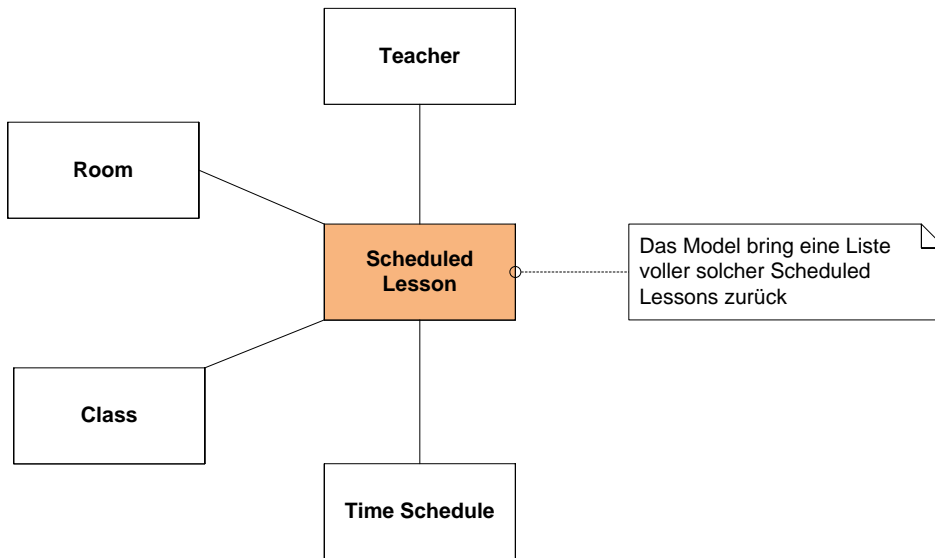 Teacher
Room
Scheduled
Lesson
Das Model bring eine Liste
voller solcher Scheduled
Lessons zurück
Class
Time Schedule